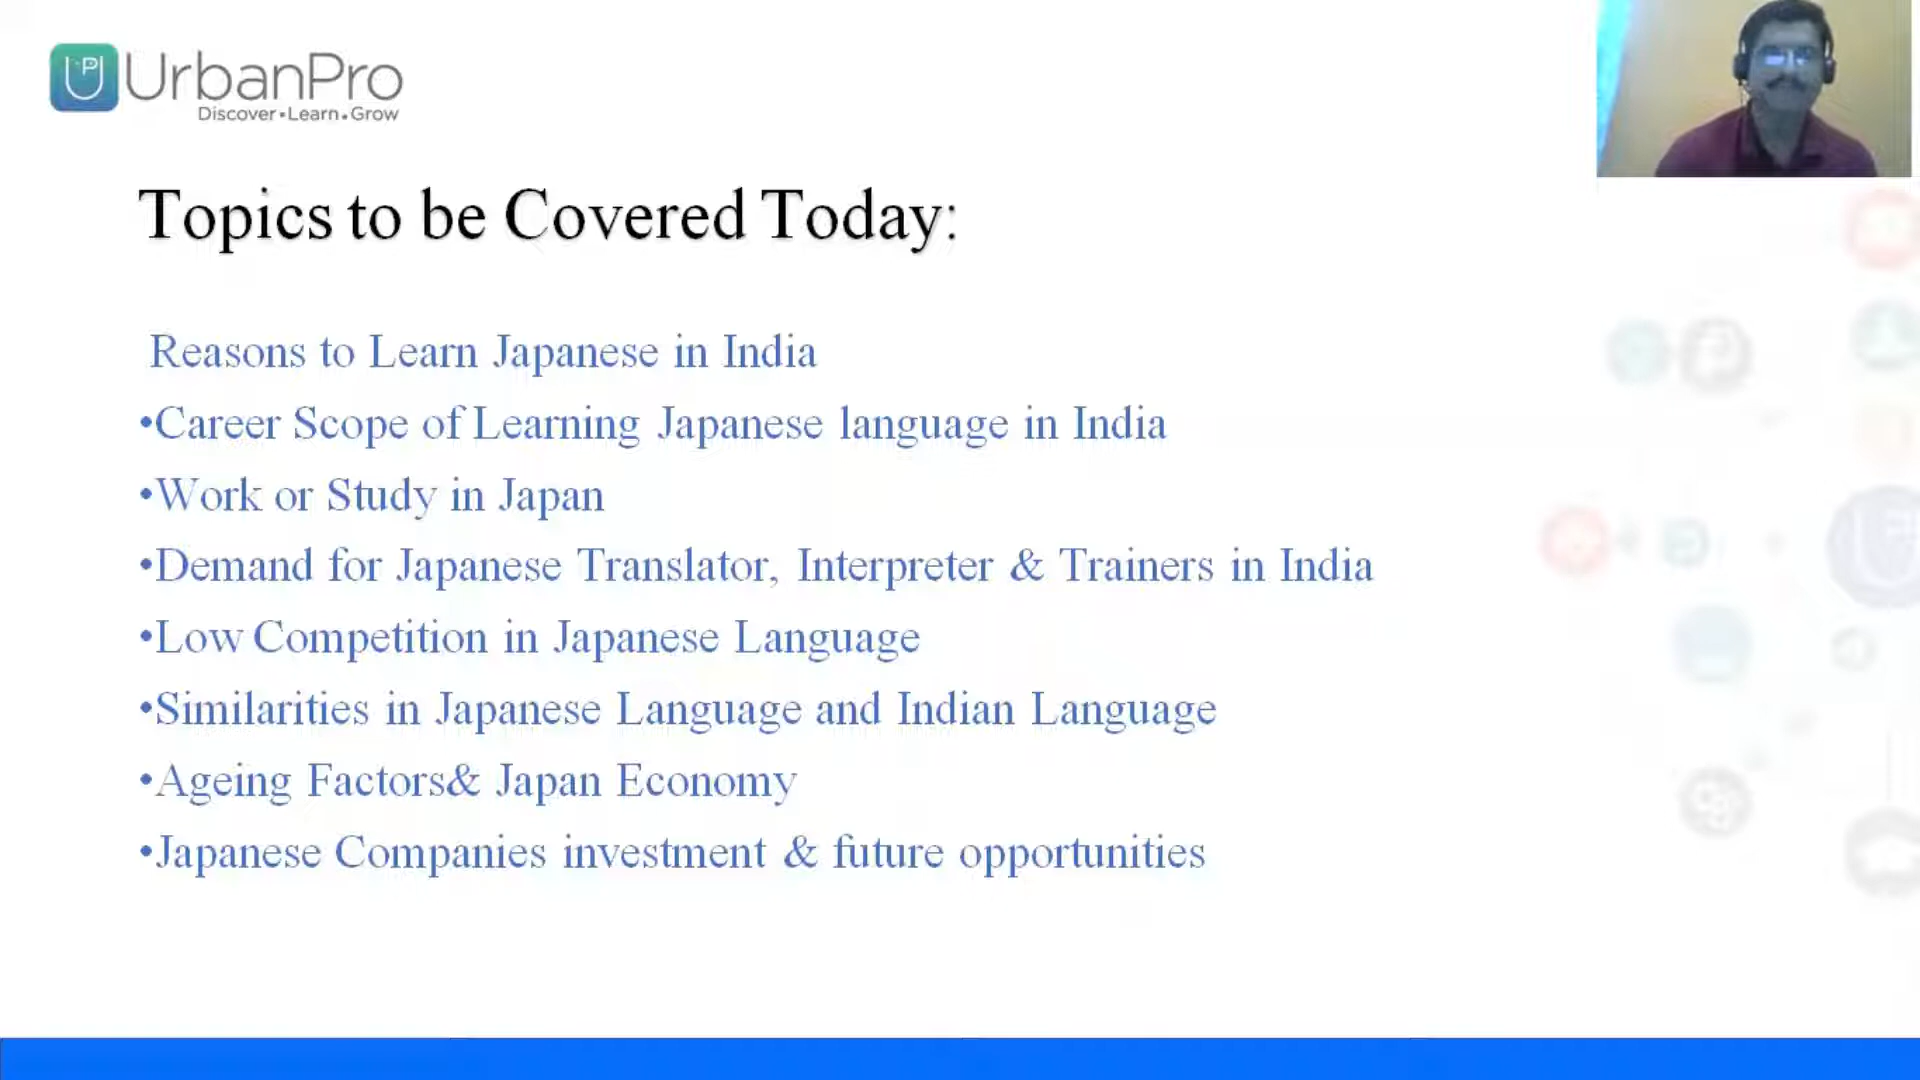 UrbanPro
Discover•Learn•Grow
Topics to be Covered Today:
Reasons to Learn Japanese in India
•Career Scope of Learning Japanese language in India
•Work or Study in Japan
•Demand for Japanese Translator, Interpreter & Trainers in India
•Low Competition in Japanese Language
•Similarities in Japanese Language and Indian Language
•Ageing Factors& Japan Economy
•Japanese Companies investment & future opportunities